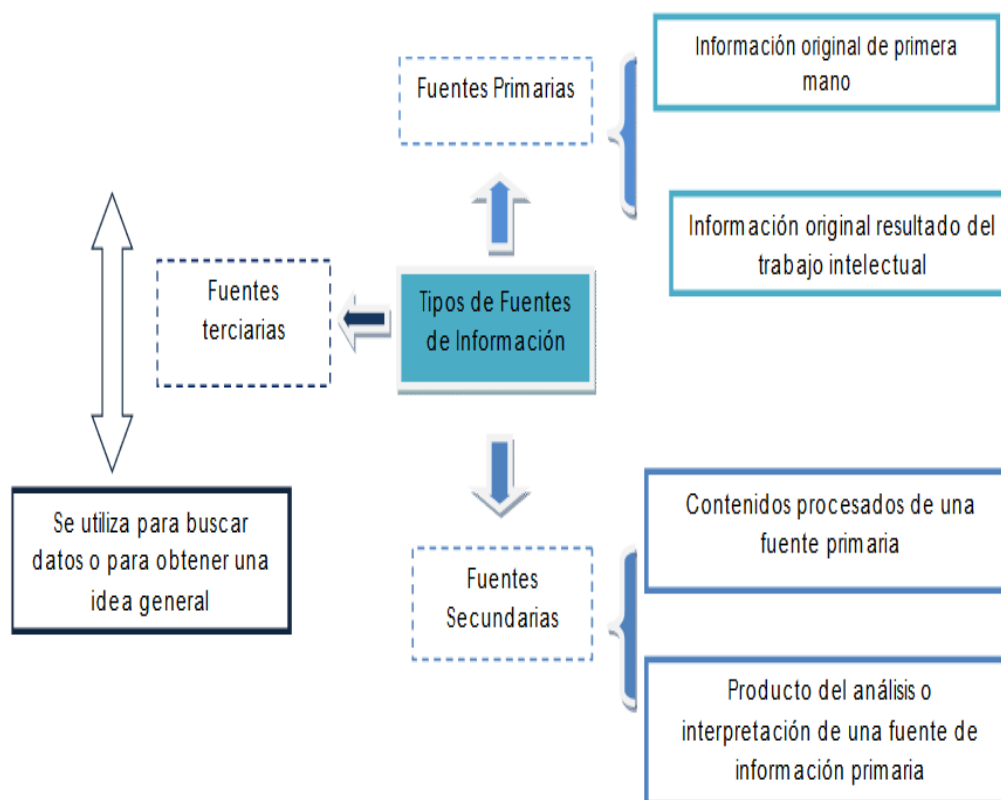 Información original de primera
mano
Fuentes Primarias
Información original resultado del
trabajo intelectual
Fuentes
terciarias
Tipos de Fuentes
de Información
Se utiliza para buscar
datos o para obtener una
idea general
Fuentes
Secundarias
Contenidos procesados de una
fuente primaria
Producto del análisis o
interpretación de una fuente de
información primaria